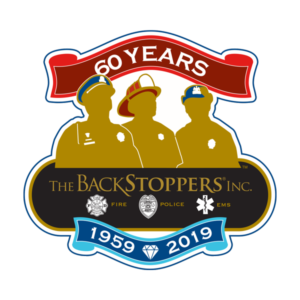 60 YEARS
THE BACKSTOPPERS® INC.
FIRE POLICE EMS
1959 2019